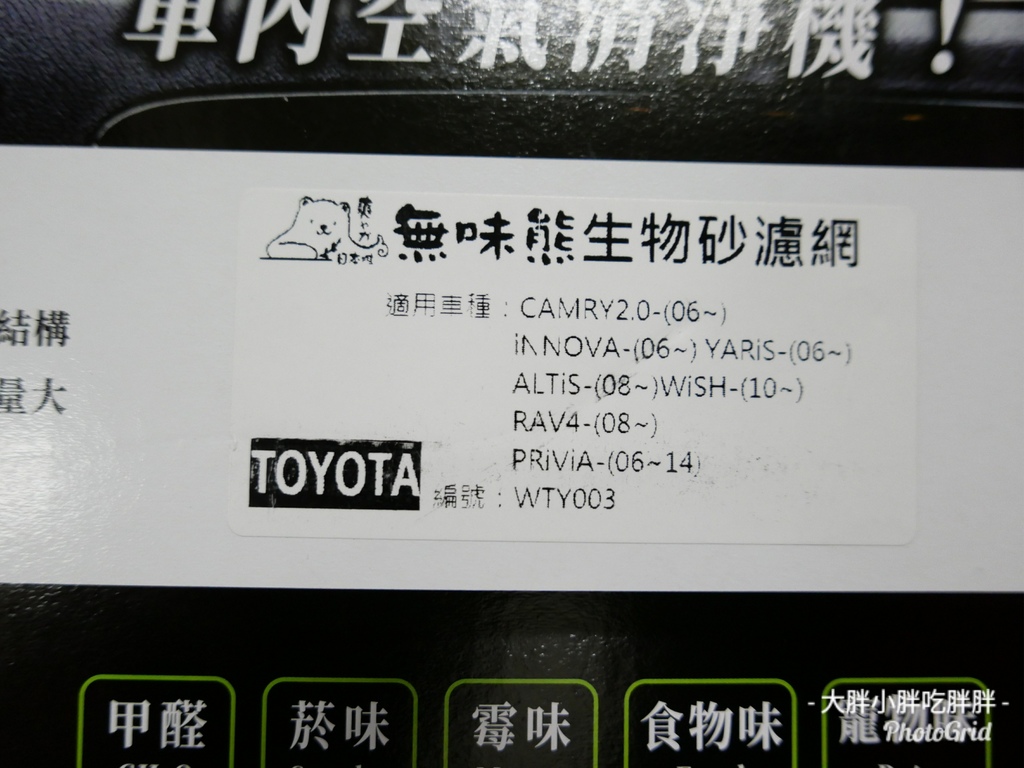 車內空氣清淨機！
無味熊生物砂濾網
適用車種：CAMRY2.0-(06~)
iNNOVA-(06~) YARiS-(06~)
ALTiS-(08~)WiSH-(10~)
RAV4-(08~)
PRiViA-(06~14)
TOYOTA
編號：WTY003
結構
量大
甲醛
菸味
霉味
食物味
寵物味
-大胖小胖吃胖胖-
PhotoGrid